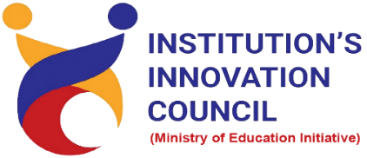 INSTITUTION’S
INNOVATION
COUNCIL
(Ministry of Education Initiative)